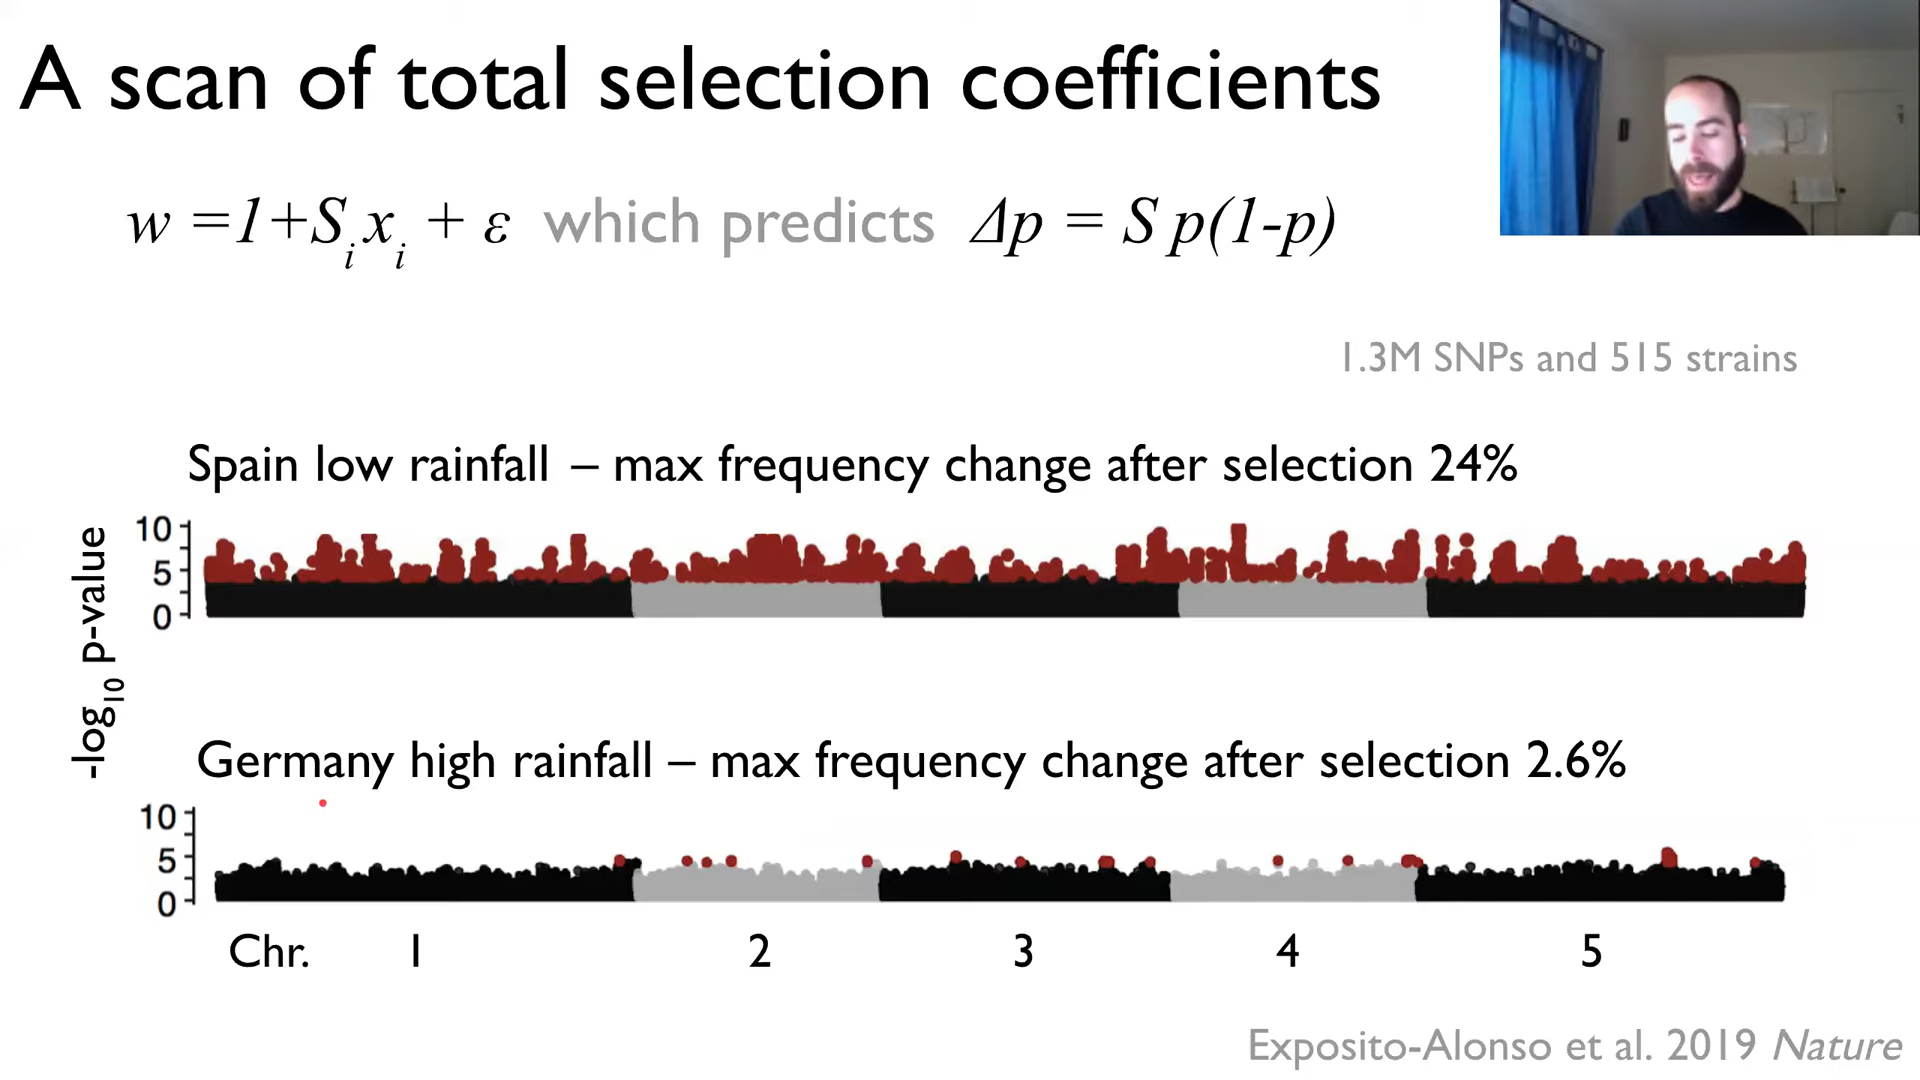 A scan of total selection coefficients
w =1+Sᵢxᵢ + ε which predicts Δp = S p(1-p)
1.3M SNPs and 515 strains
Spain low rainfall – max frequency change after selection 24%
-log₁₀ p-value
10
5
0
Germany high rainfall – max frequency change after selection 2.6%
10
5
0
Chr. 1 2 3 4 5
Exposito-Alonso et al. 2019 Nature